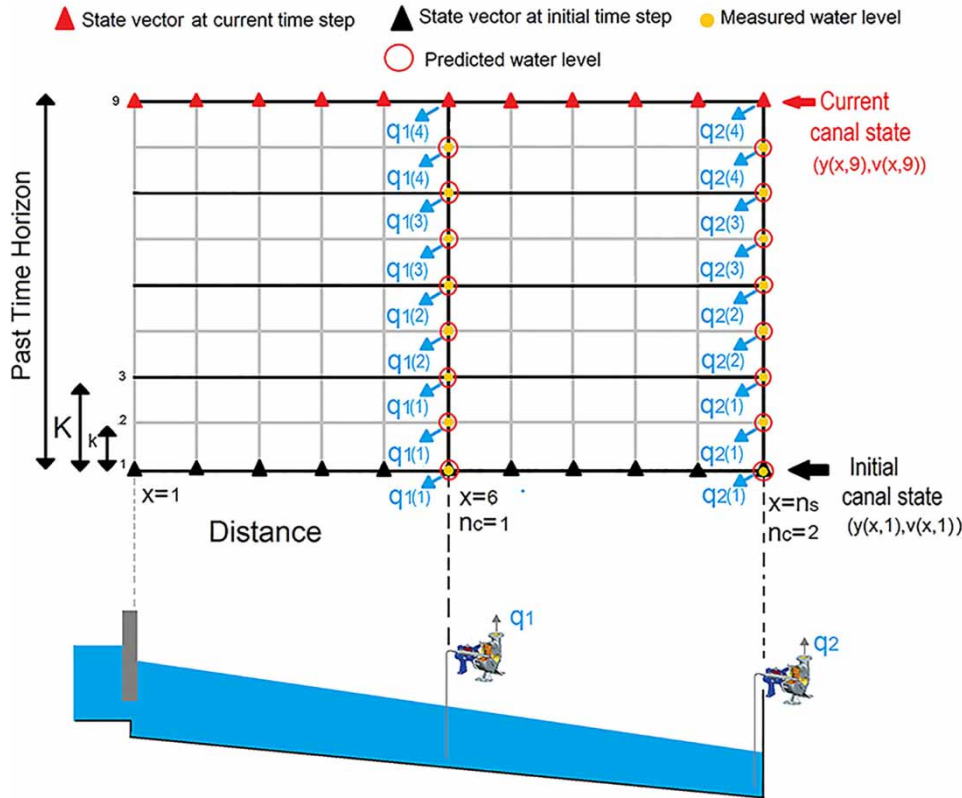 State vector at current time step
State vector at initial time step
Measured water level
Predicted water level
9
Current
canal state
(y(x,9),v(x,9))
q1(4)
q2(4)
q1(4)
q2(4)
q1(3)
q2(3)
q1(3)
q2(3)
q1(2)
q2(2)
q1(2)
q2(2)
Past Time Horizon
3
K
q1(1)
q2(1)
2
k
q1(1)
q2(1)
1
q1(1)
q2(1)
Initial
canal state
(y(x,1),v(x,1))
x=1
x=6
nc=1
x=ns
nc=2
Distance
q1
q2